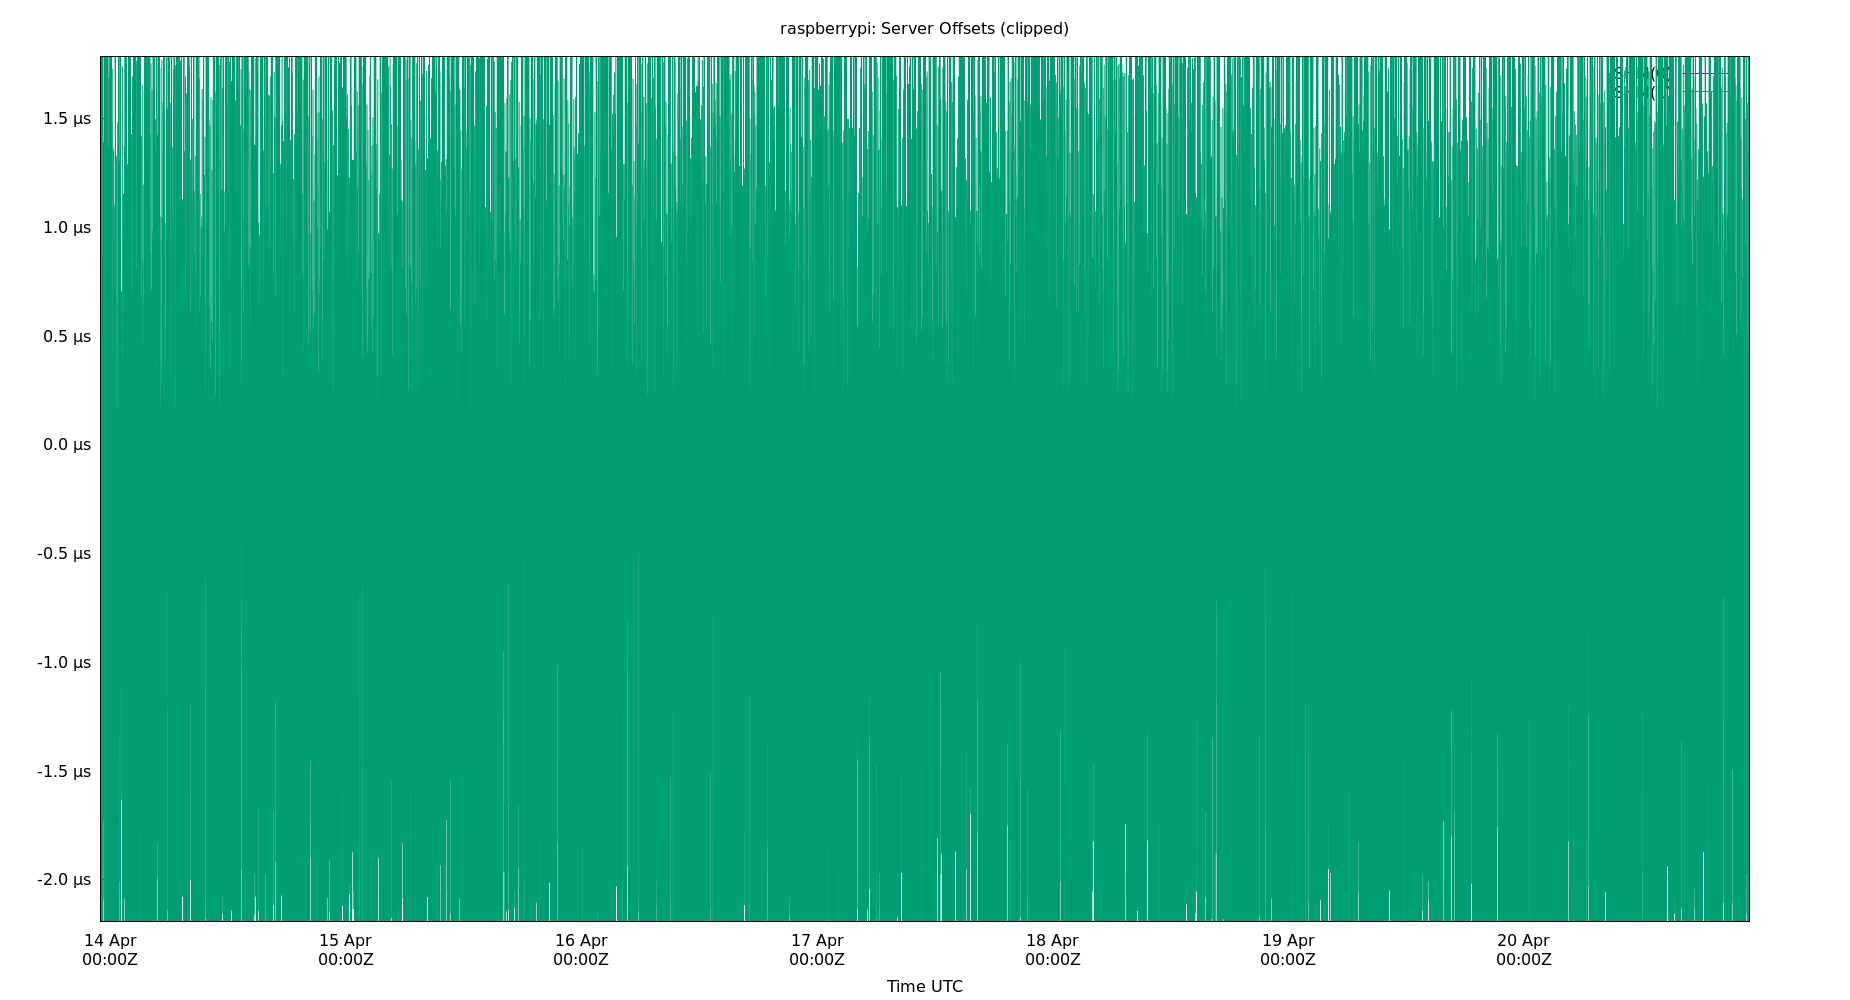 raspberrypi: Server Offsets (clipped)
1.5 µs
1.0 µs
0.5 µs
0.0 µs
-0.5 µs
-1.0 µs
-1.5 µs
-2.0 µs
14 Apr 15 Apr 16 Apr 17 Apr 18 Apr 19 Apr 20 Apr
00:00Z 00:00Z 00:00Z 00:00Z 00:00Z 00:00Z 00:00Z
Time UTC